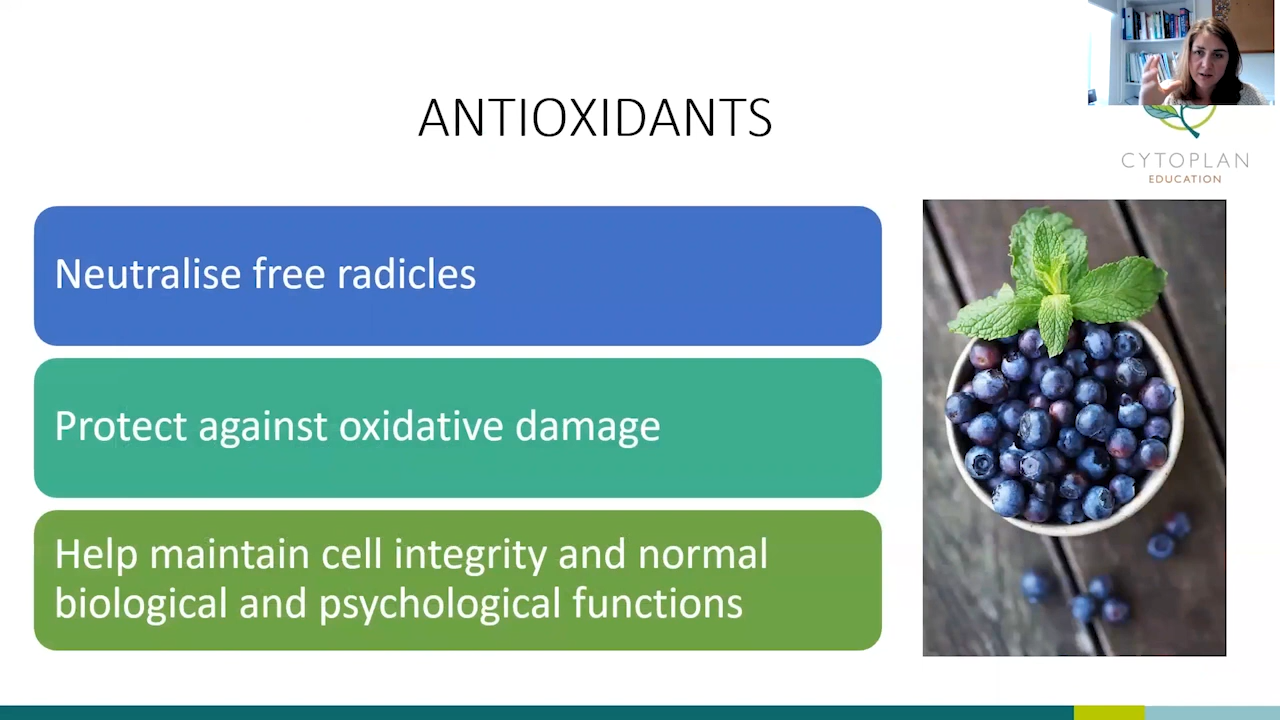 ANTIOXIDANTS
CYTOPLAN
EDUCATION
Neutralise free radicles
Protect against oxidative damage
Help maintain cell integrity and normal
biological and psychological functions